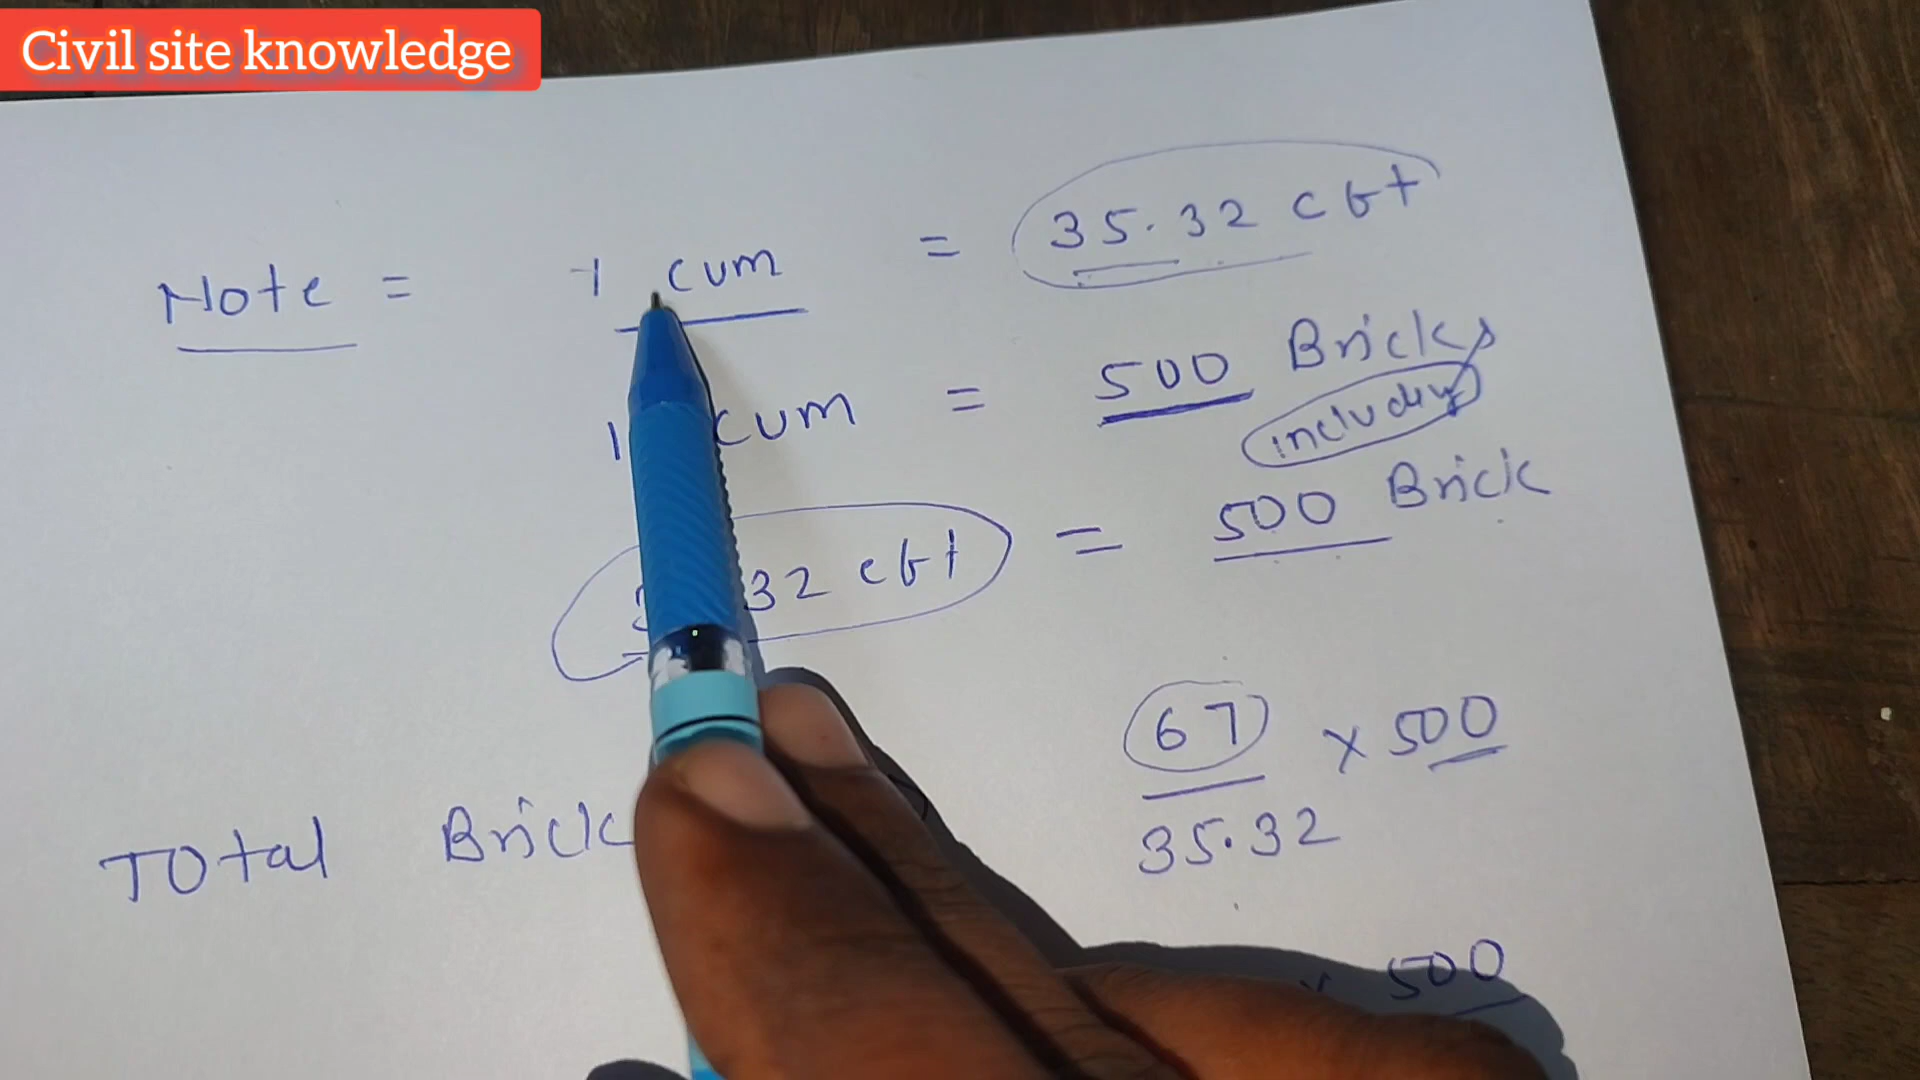 Civil site knowledge
Note = 1 cum = 35.32 cft
1 cum = 500 Bricks
including
32 cft = 500 Brick
67 × 500
Total Brick
35.32
× 500